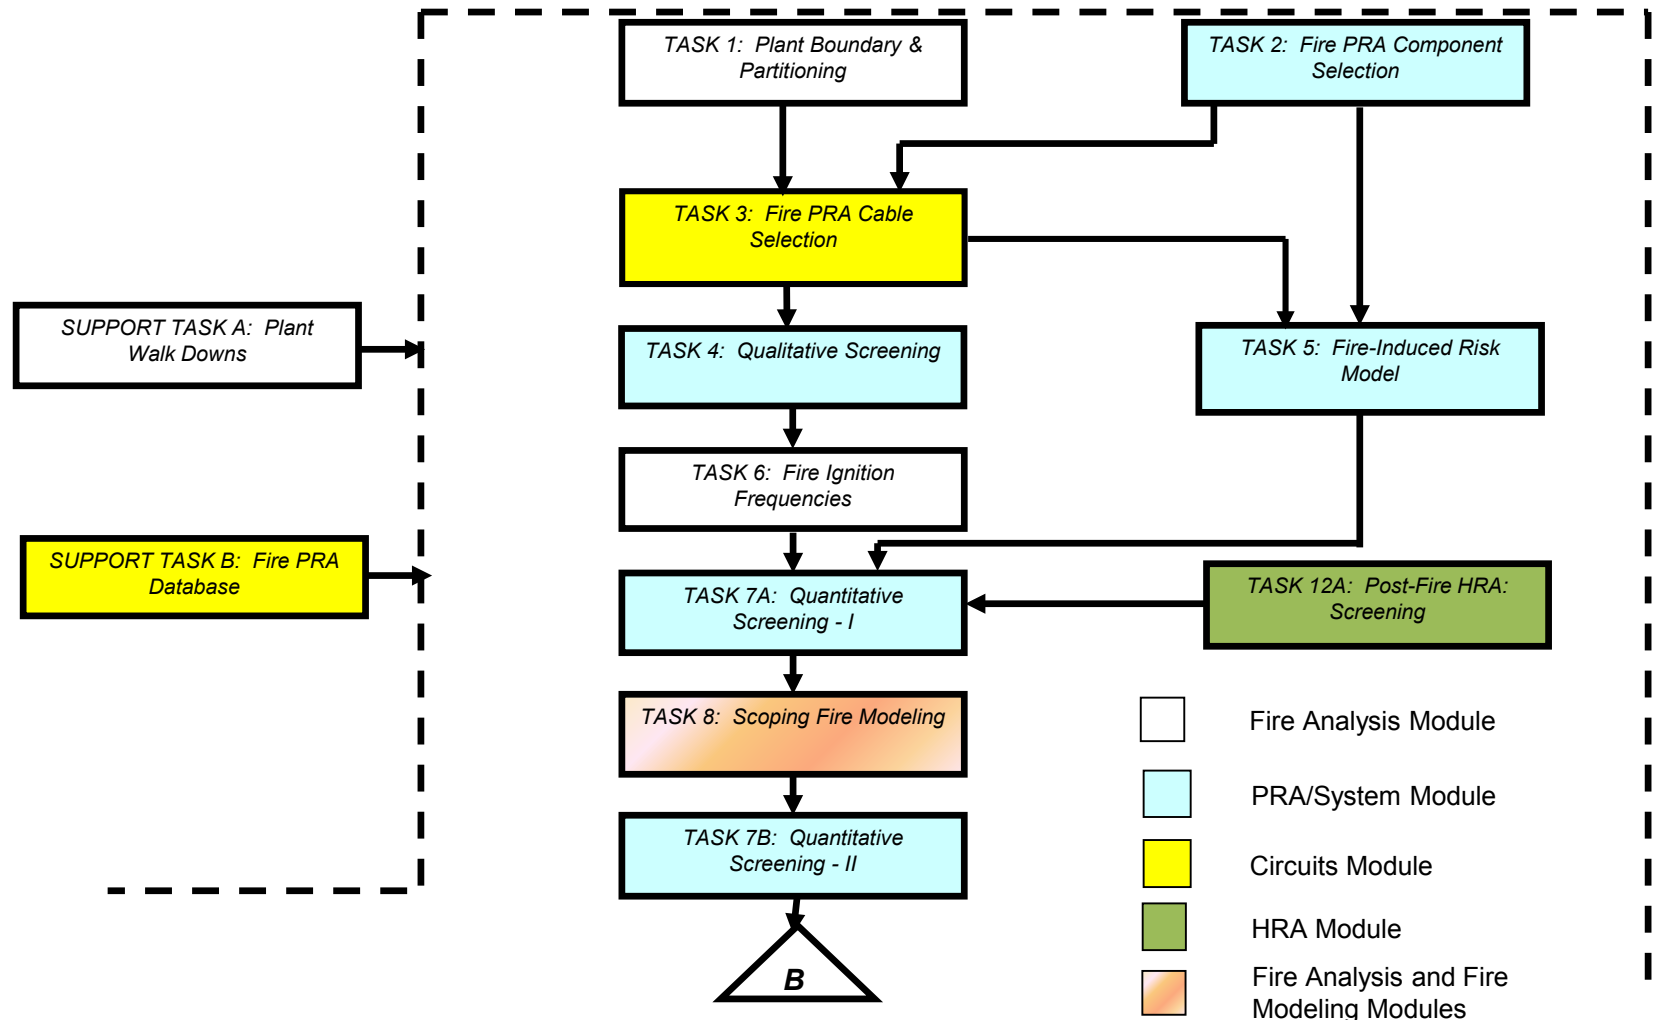 TASK 1: Plant Boundary &
Partitioning
TASK 2: Fire PRA Component
Selection
TASK 3: Fire PRA Cable
Selection
SUPPORT TASK A: Plant
Walk Downs
TASK 4: Qualitative Screening
TASK 5: Fire-Induced Risk
Model
TASK 6: Fire Ignition
Frequencies
SUPPORT TASK B: Fire PRA
Database
TASK 7A: Quantitative
Screening - I
TASK 12A: Post-Fire HRA:
Screening
TASK 8: Scoping Fire Modeling
TASK 7B: Quantitative
Screening - II
B
Fire Analysis Module
PRA/System Module
Circuits Module
HRA Module
Fire Analysis and Fire
Modeling Modules